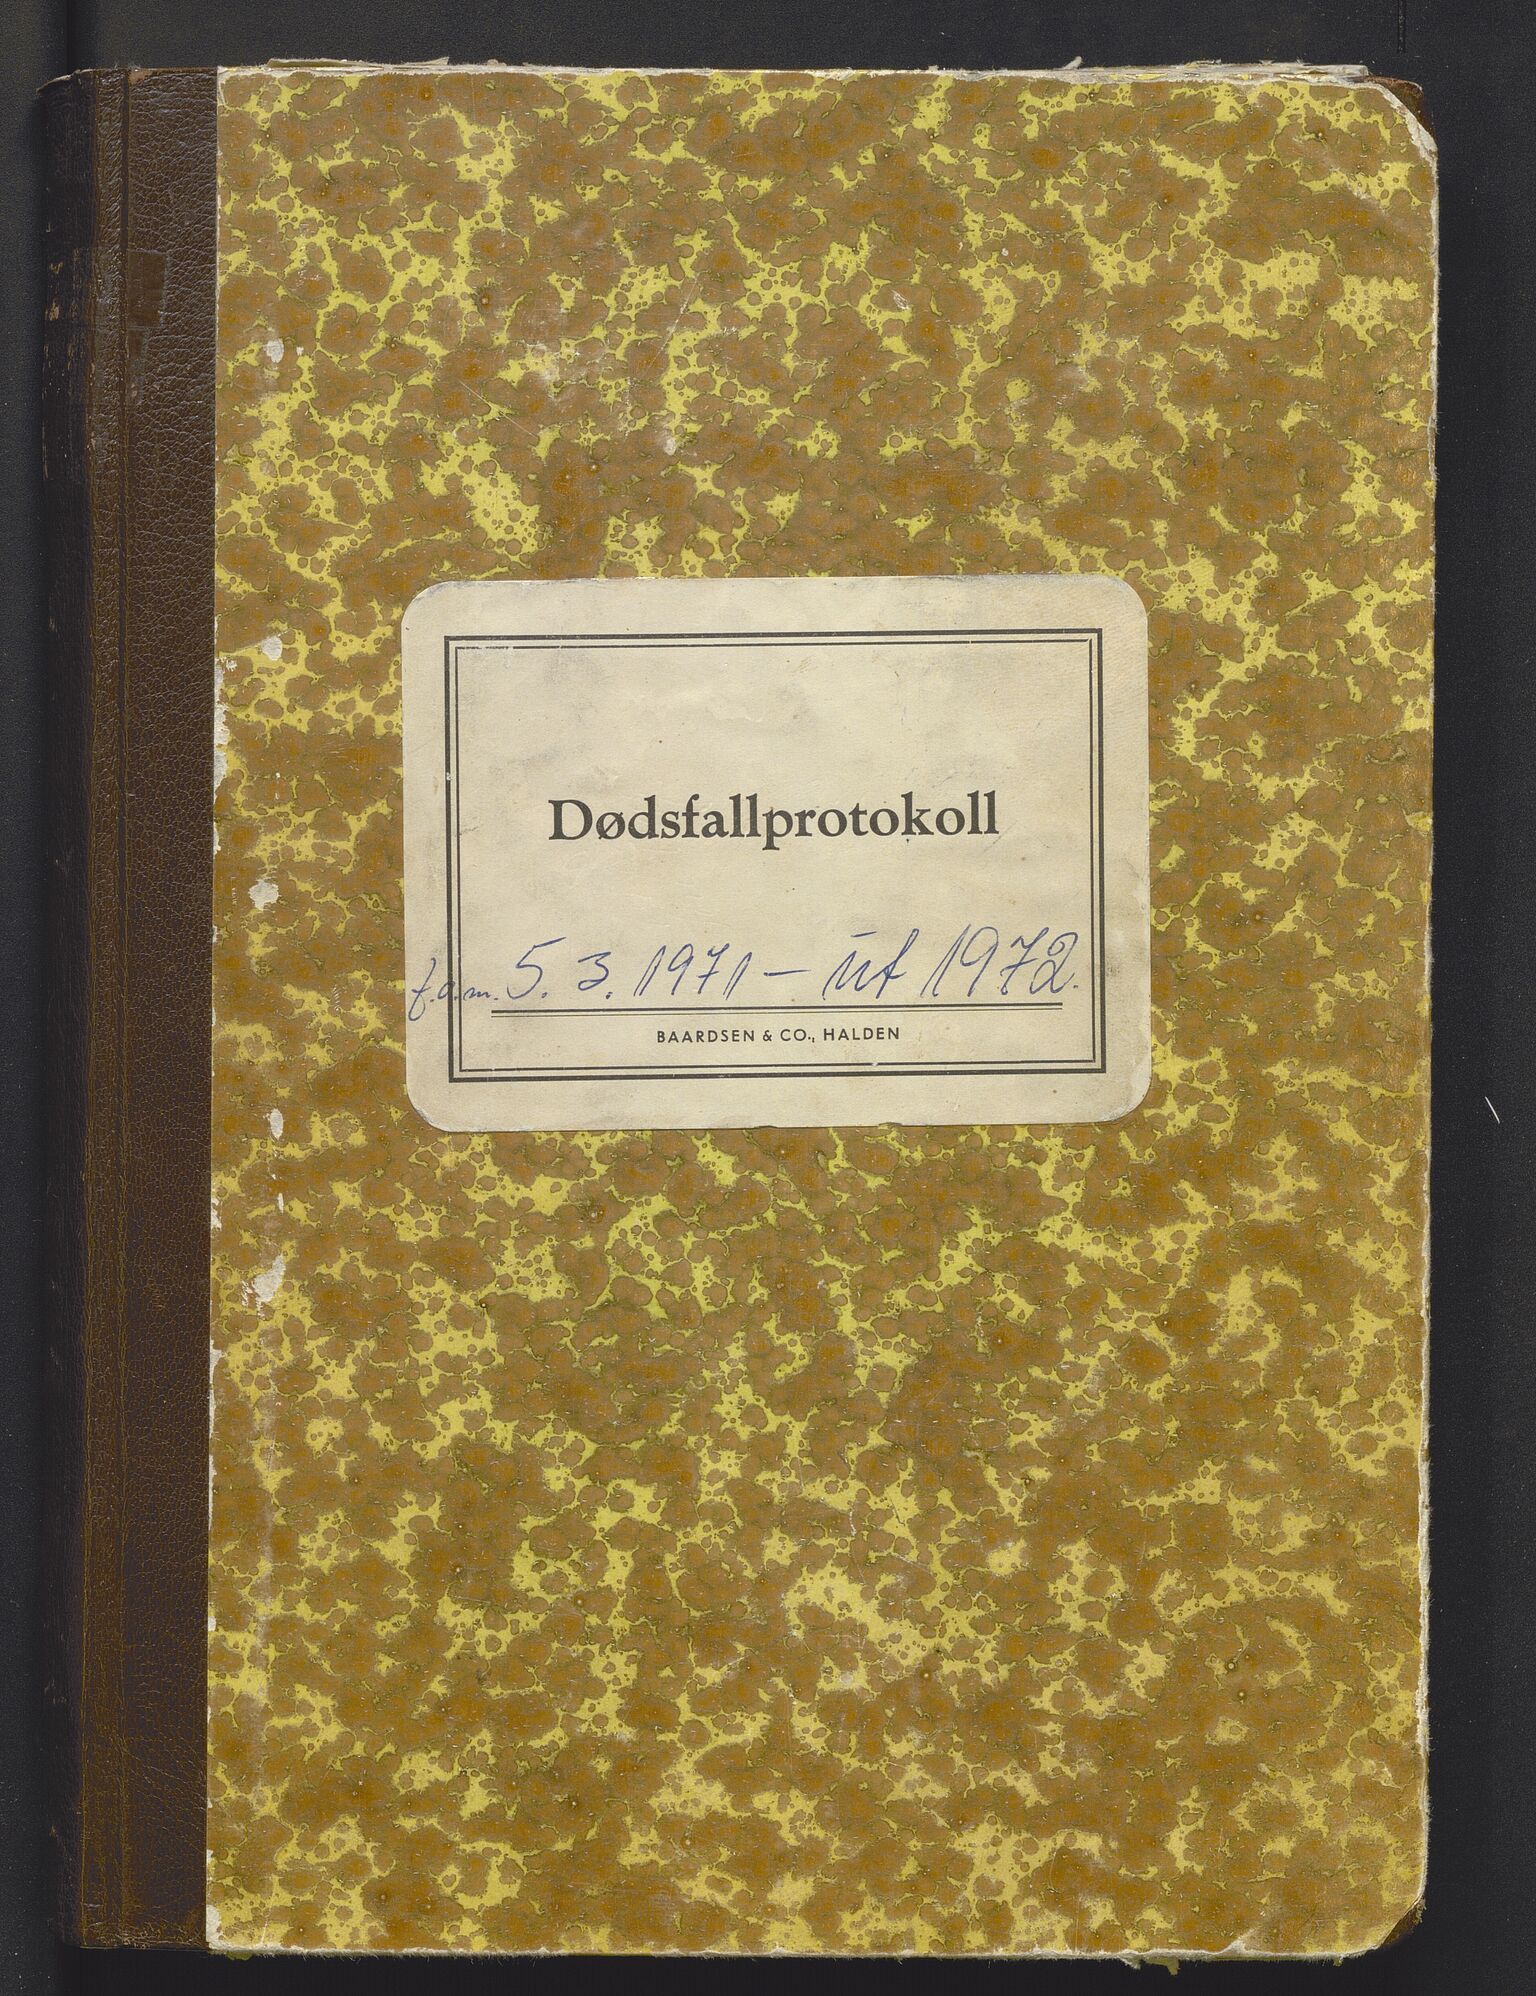 Dødsfallprotokoll
f.o.m. 5. 3. 1971 – ut 1972.
BAARDSEN & CO., HALDEN